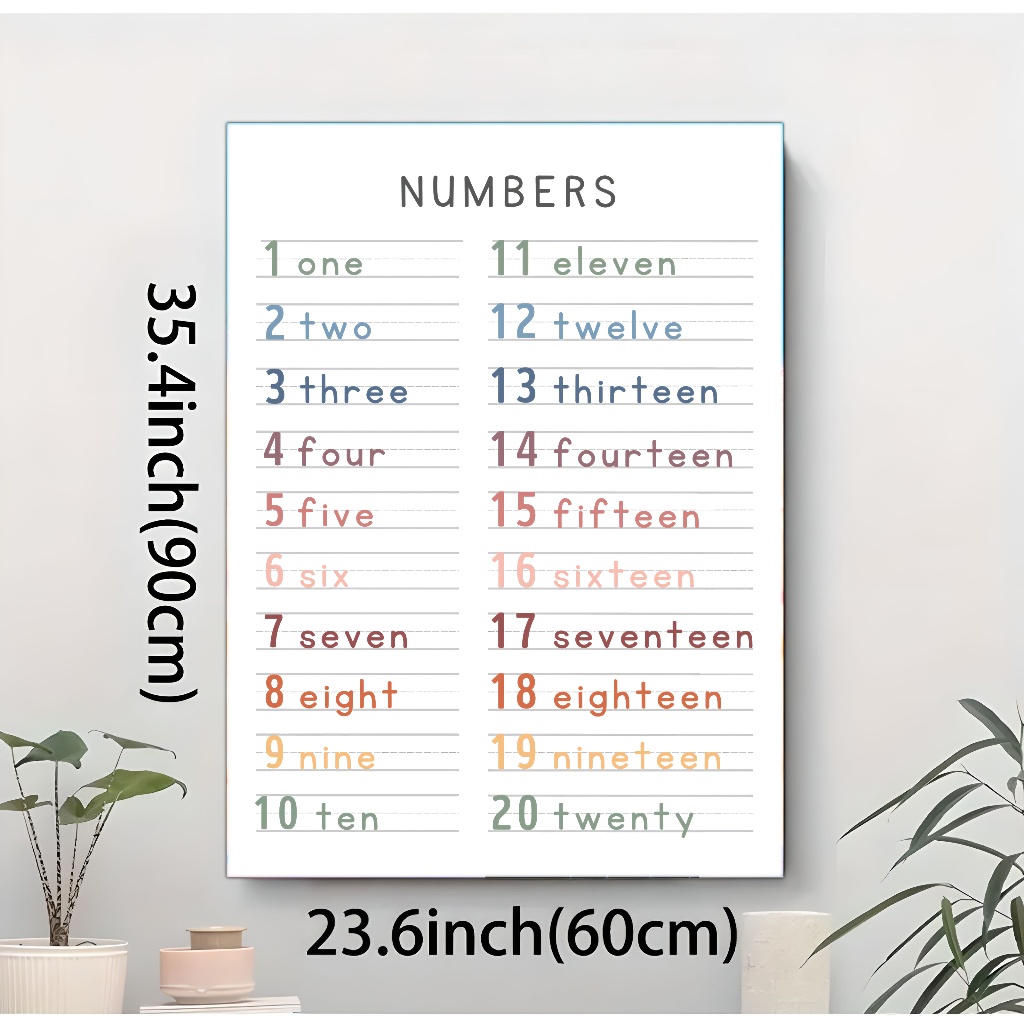 NUMBERS
1 one
2 two
3 three
4 four
5 five
6 six
7 seven
8 eight
9 nine
10 ten
11 eleven
12 twelve
13 thirteen
14 fourteen
15 fifteen
16 sixteen
17 seventeen
18 eighteen
19 nineteen
20 twenty
35.4inch(90cm)
23.6inch(60cm)